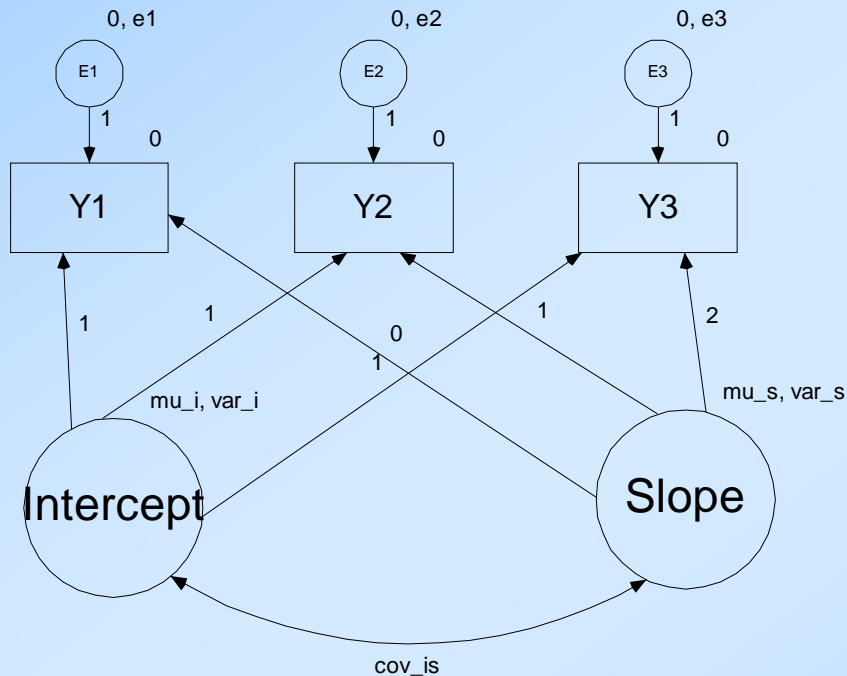 0, e1
0, e2
0, e3
E1
E2
E3
1
1
1
0
0
0
Y1
Y2
Y3
1
1
0
1
1
2
mu_i, var_i
mu_s, var_s
Intercept
Slope
cov_is